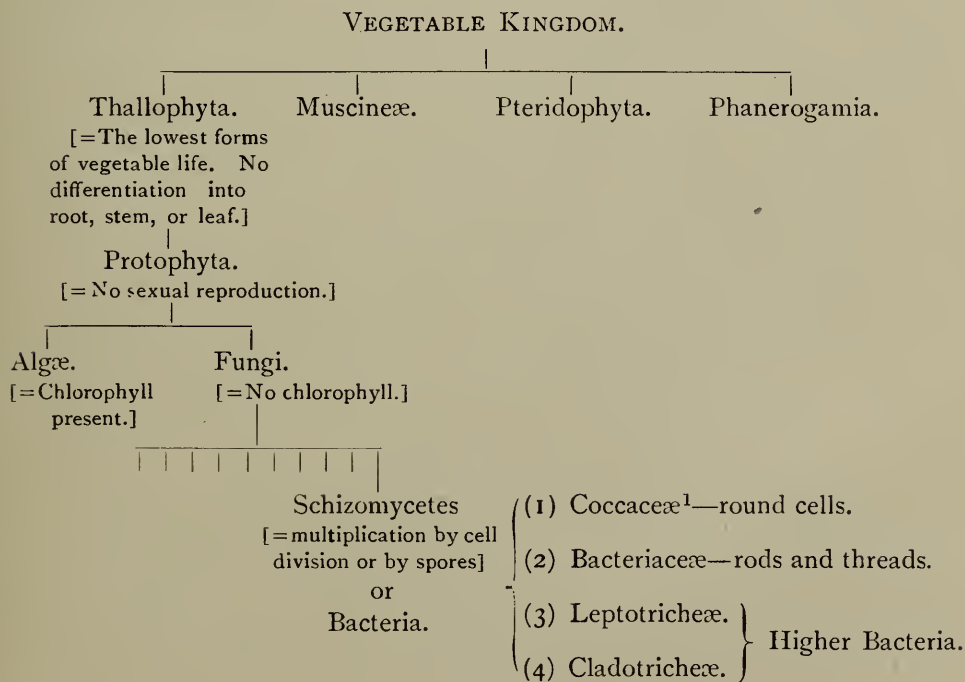 VEGETABLE KINGDOM.
Thallophyta. Muscineæ. Pteridophyta. Phanerogamia.
[=The lowest forms
of vegetable life. No
differentiation into
root, stem, or leaf.]
Protophyta.
[= No sexual reproduction.]
Algæ. Fungi.
[=Chlorophyll
present.]
[=No chlorophyll.]
Schizomycetes
[=multiplication by cell
division or by spores]
or
Bacteria.
(1) Coccaceæ¹—round cells.
(2) Bacteriaceæ—rods and threads.
(3) Leptotricheæ.
(4) Cladotricheæ.
Higher Bacteria.